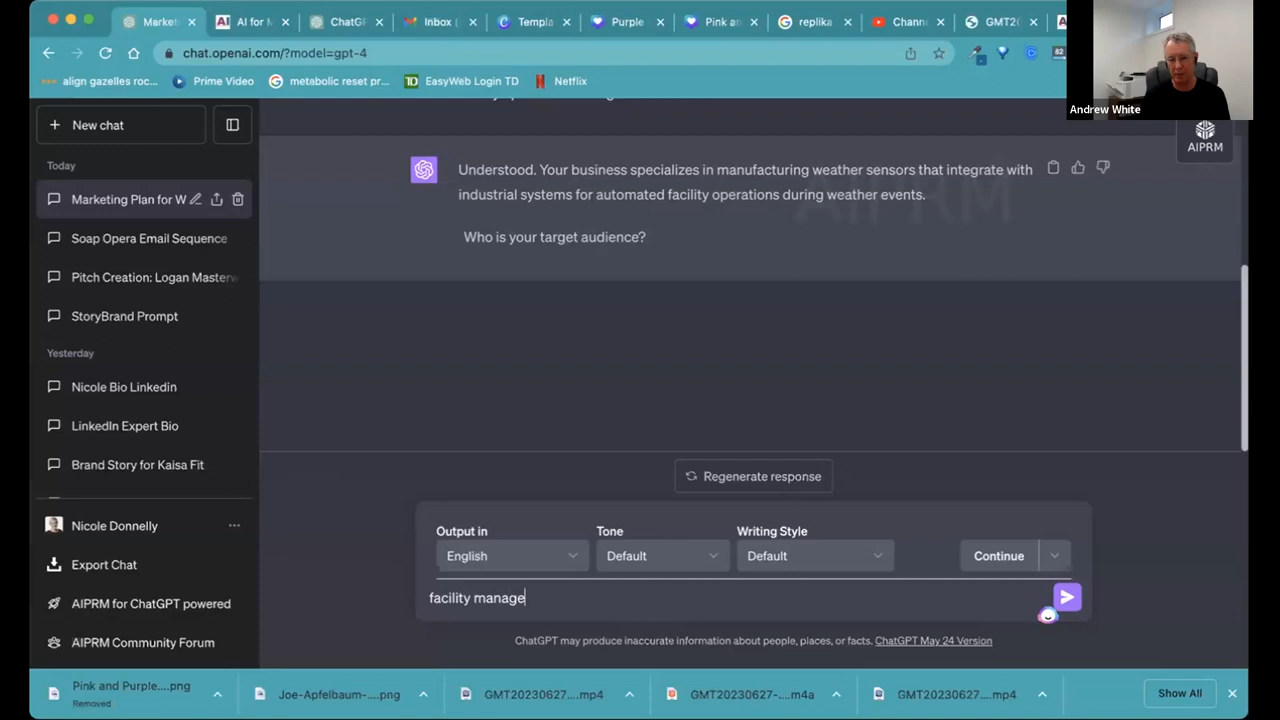 Market
AI for M
ChatGP
Inbox (
Templa
Purple
Pink an
replika
Chann
GMT20
chat.openai.com/?model=gpt-4
align gazelles roc...
Prime Video
metabolic reset pr...
TD EasyWeb Login TD
Netflix
Andrew White
New chat
AIPRM
Today
Understood. Your business specializes in manufacturing weather sensors that integrate with
industrial systems for automated facility operations during weather events.
Marketing Plan for W
Who is your target audience?
Soap Opera Email Sequence
Pitch Creation: Logan Masterw
StoryBrand Prompt
Yesterday
Nicole Bio Linkedin
LinkedIn Expert Bio
Brand Story for Kaisa Fit
Regenerate response
Nicole Donnelly
Output in
Tone
Writing Style
English
Default
Default
Continue
Export Chat
AIPRM for ChatGPT powered
facility manage
AIPRM Community Forum
ChatGPT may produce inaccurate information about people, places, or facts. ChatGPT May 24 Version
Pink and Purple....png
Removed
Joe-Apfelbaum-....png
GMT20230627....mp4
GMT20230627-....m4a
GMT20230627....mp4
Show All